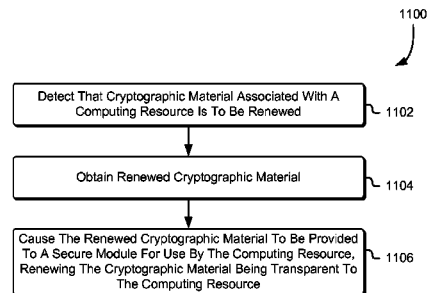 1100
Detect That Cryptographic Material Associated With A
Computing Resource Is To Be Renewed
1102
Obtain Renewed Cryptographic Material
1104
Cause The Renewed Cryptographic Material To Be Provided
To A Secure Module For Use By The Computing Resource,
Renewing The Cryptographic Material Being Transparent To
The Computing Resource
1106